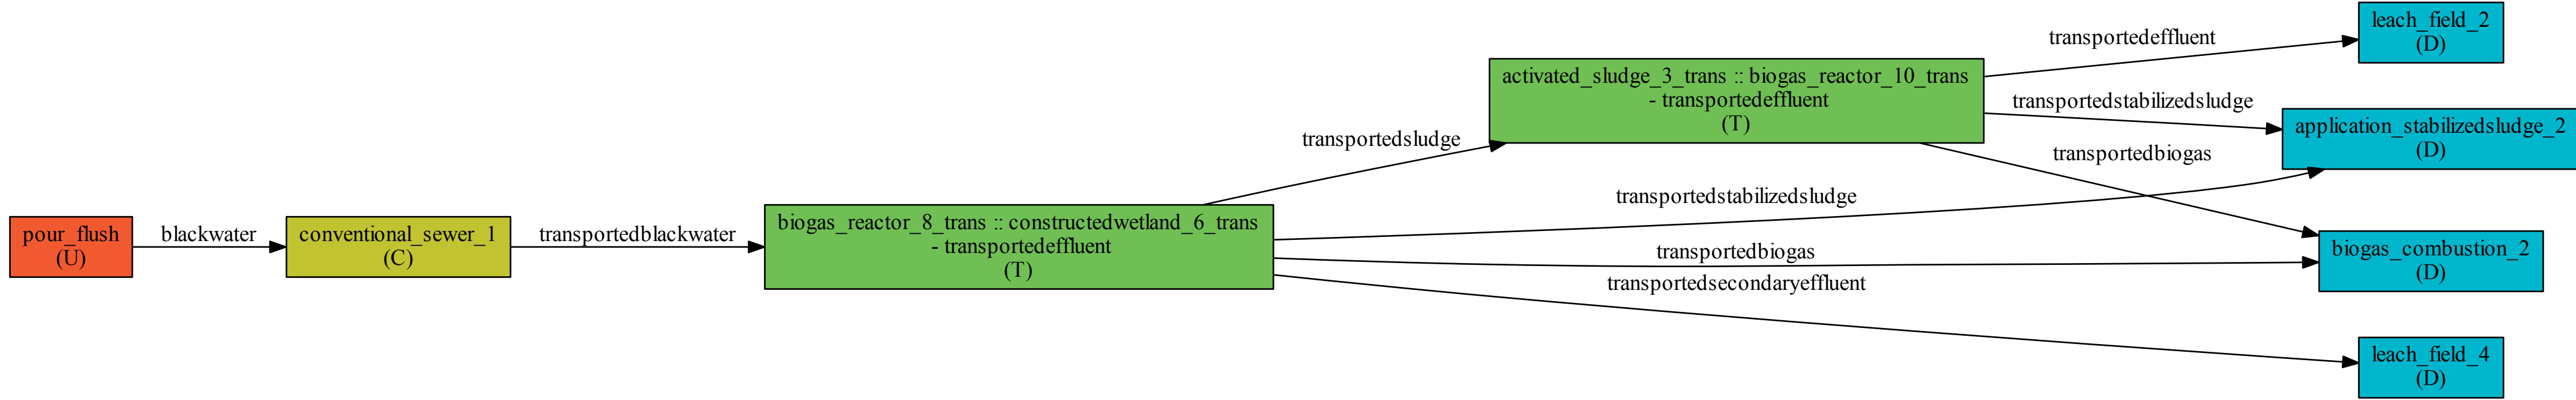 pour_flush
(U)
blackwater
conventional_sewer_1
(C)
transportedblackwater
biogas_reactor_8_trans :: constructedwetland_6_trans
- transportedeffluent
(T)
transportedsludge
activated_sludge_3_trans :: biogas_reactor_10_trans
- transportedeffluent
(T)
transportedstabilizedsludge
transportedbiogas
transportedsecondaryeffluent
transportedeffluent
transportedstabilizedsludge
transportedbiogas
leach_field_2
(D)
application_stabilizedsludge_2
(D)
biogas_combustion_2
(D)
leach_field_4
(D)